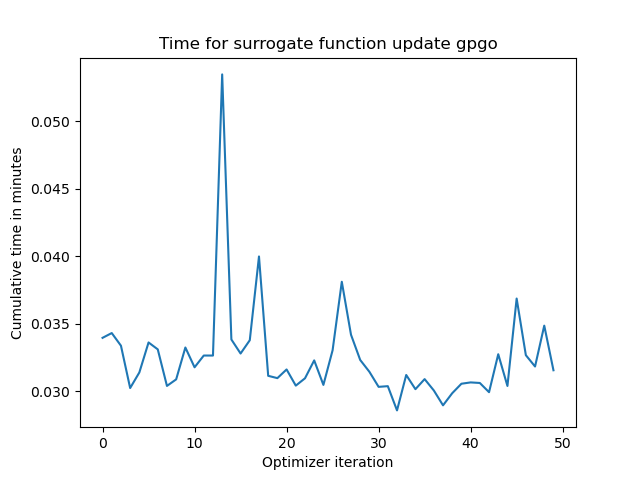 Time for surrogate function update gpgo
Cumulative time in minutes
0.050
0.045
0.040
0.035
0.030
0 10 20 30 40 50
Optimizer iteration